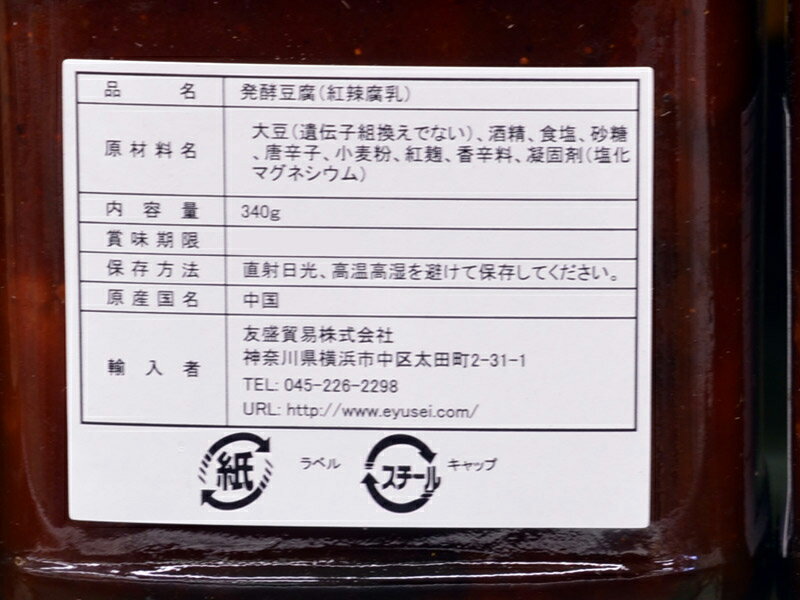 品名 発酵豆腐（紅辣腐乳）
原材料名 大豆（遺伝子組換えでない）、酒精、食塩、砂糖
、唐辛子、小麦粉、紅麹、香辛料、凝固剤（塩化
マグネシウム）
内容量 340g
賞味期限
保存方法 直射日光、高温高湿を避けて保存してください。
原産国名 中国
輸入者 友盛貿易株式会社
神奈川県横浜市中区太田町2-31-1
TEL: 045-226-2298
URL: http://www.eyusei.com/
紙 ラベル スチール キャップ